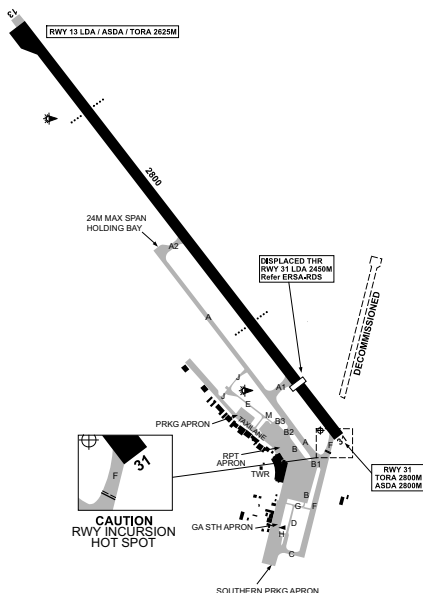 13
RWY 13 LDA / ASDA / TORA 2625M
2800
24M MAX SPAN
HOLDING BAY
A2
DISPLACED THR
RWY 31 LDA 2450M
Refer ERSA-RDS
DECOMMISSIONED
A
J
A1
J
E
M
B3
PRKG APRON
TAXILANE
B2
A
31
F
RPT
APRON
B
B1
TWR
RWY 31
TORA 2800M
ASDA 2800M
31
F
B
G
F
CAUTION
RWY INCURSION
HOT SPOT
GA STH APRON
D
H
C
SOUTHERN PRKG APRON